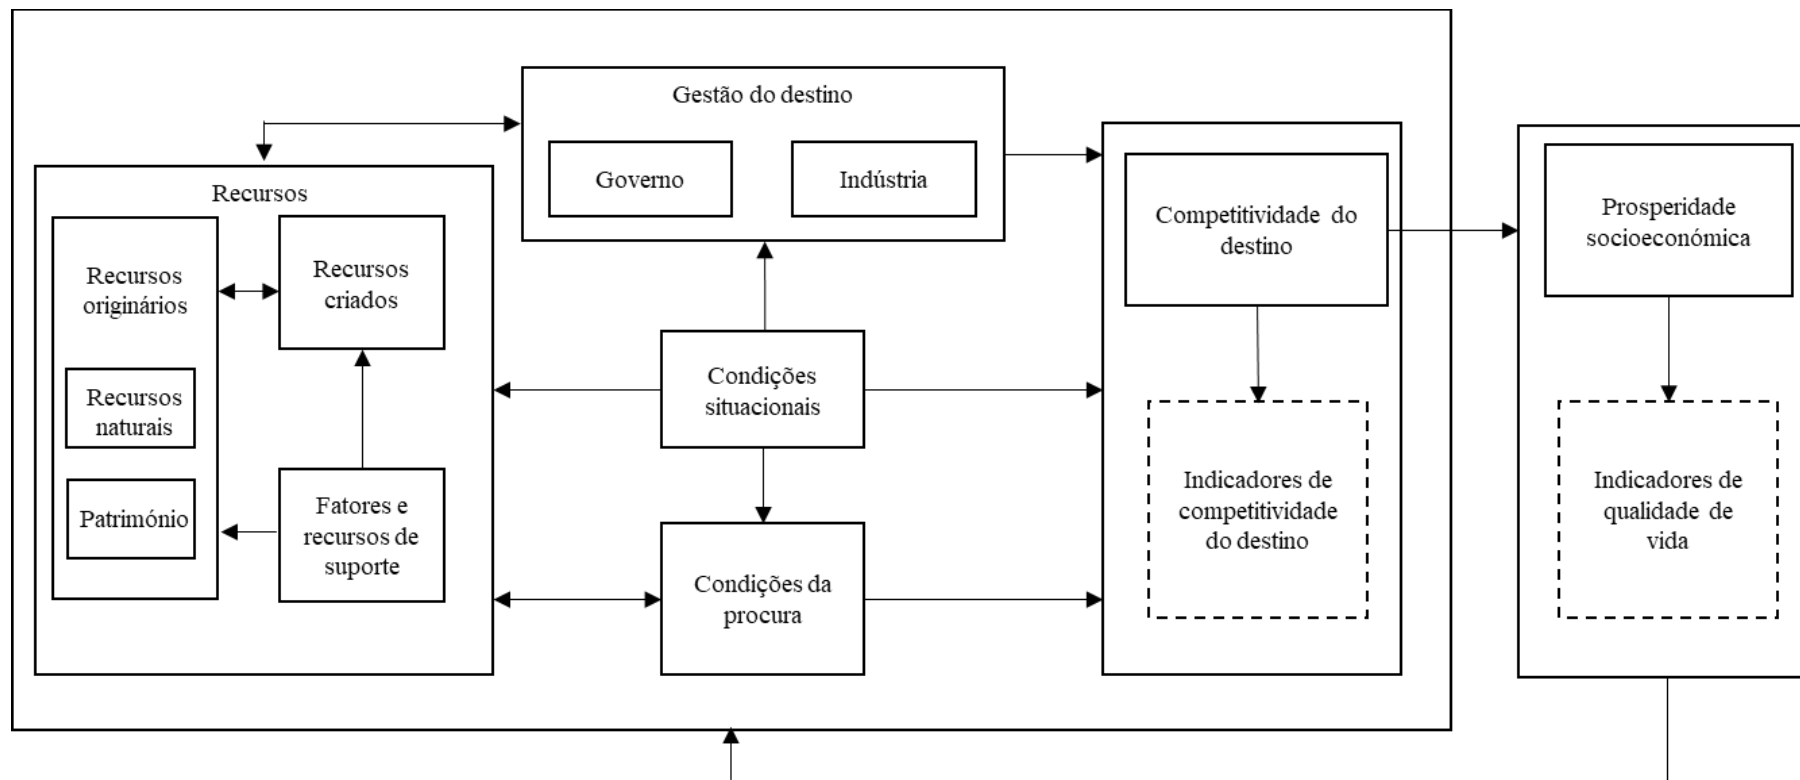 Gestão do destino
Governo
Indústria
Recursos
Recursos
originários
Recursos
criados
Recursos
naturais
Património
Fatores e
recursos de
suporte
Condições
situacionais
Condições da
procura
Competitividade do
destino
Indicadores de
competitividade
do destino
Prosperidade
socioeconómica
Indicadores de
qualidade de
vida